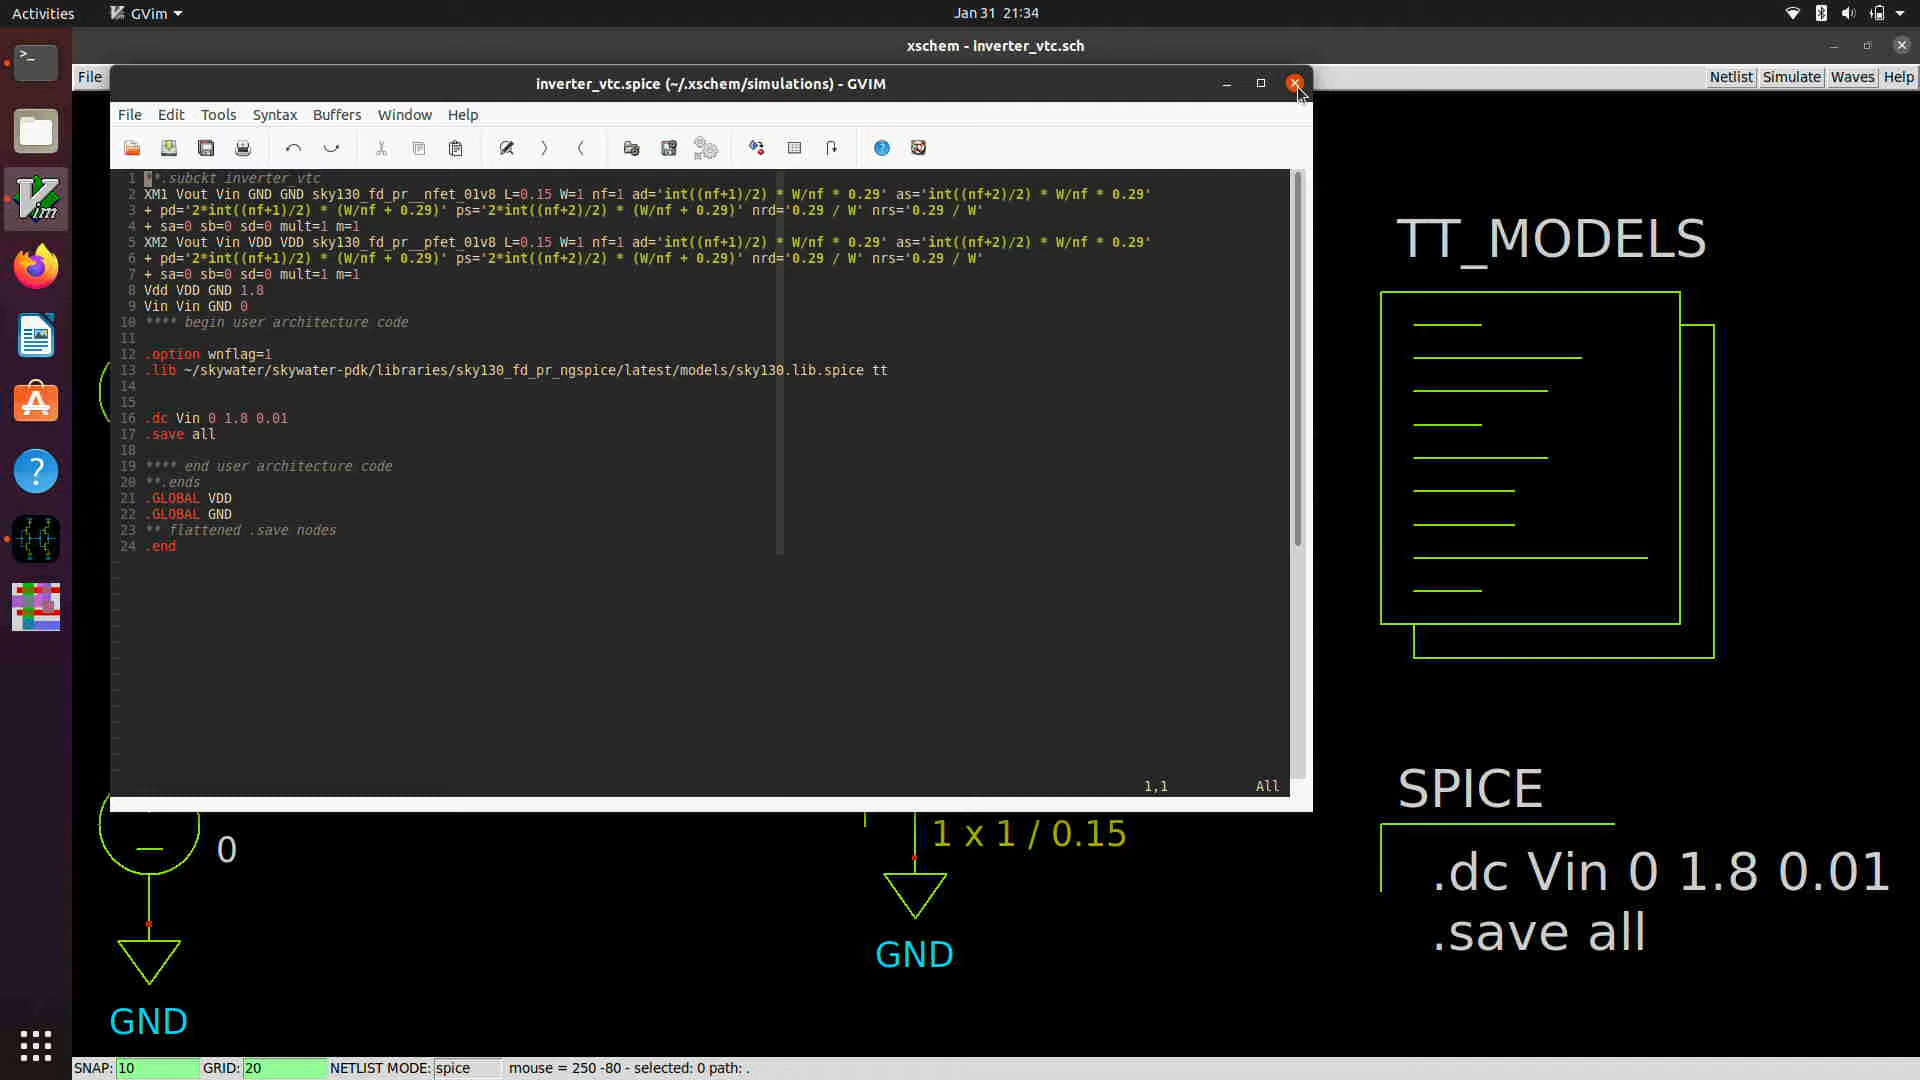 Activities
GVim
Jan 31 21:34
xschem - inverter_vtc.sch
File
Netlist Simulate Waves Help
inverter_vtc.spice (~/.xschem/simulations) - GVIM
File Edit Tools Syntax Buffers Window Help
1 **.subckt inverter_vtc
2 XM1 Vout Vin GND GND sky130_fd_pr__nfet_01v8 L=0.15 W=1 nf=1 ad='int((nf+1)/2) * W/nf * 0.29' as='int((nf+2)/2) * W/nf * 0.29'
3 + pd='2*int((nf+1)/2) * (W/nf + 0.29)' ps='2*int((nf+2)/2) * (W/nf + 0.29)' nrd='0.29 / W' nrs='0.29 / W'
4 + sa=0 sb=0 sd=0 mult=1 m=1
5 XM2 Vout Vin VDD VDD sky130_fd_pr__pfet_01v8 L=0.15 W=1 nf=1 ad='int((nf+1)/2) * W/nf * 0.29' as='int((nf+2)/2) * W/nf * 0.29'
6 + pd='2*int((nf+1)/2) * (W/nf + 0.29)' ps='2*int((nf+2)/2) * (W/nf + 0.29)' nrd='0.29 / W' nrs='0.29 / W'
7 + sa=0 sb=0 sd=0 mult=1 m=1
8 Vdd VDD GND 1.8
9 Vin Vin GND 0
10 **** begin user architecture code
11
12 .option wnflag=1
13 .lib ~/skywater/skywater-pdk/libraries/sky130_fd_pr_ngspice/latest/models/sky130.lib.spice tt
14
15
16 .dc Vin 0 1.8 0.01
17 .save all
18
19 **** end user architecture code
20 **.ends
21 .GLOBAL VDD
22 .GLOBAL GND
23 ** flattened .save nodes
24 .end
1,1 All
TT_MODELS
SPICE
.dc Vin 0 1.8 0.01
.save all
0
GND
1 x 1 / 0.15
GND
SNAP: 10 GRID: 20 NETLIST MODE: spice mouse = 250 -80 - selected: 0 path: .